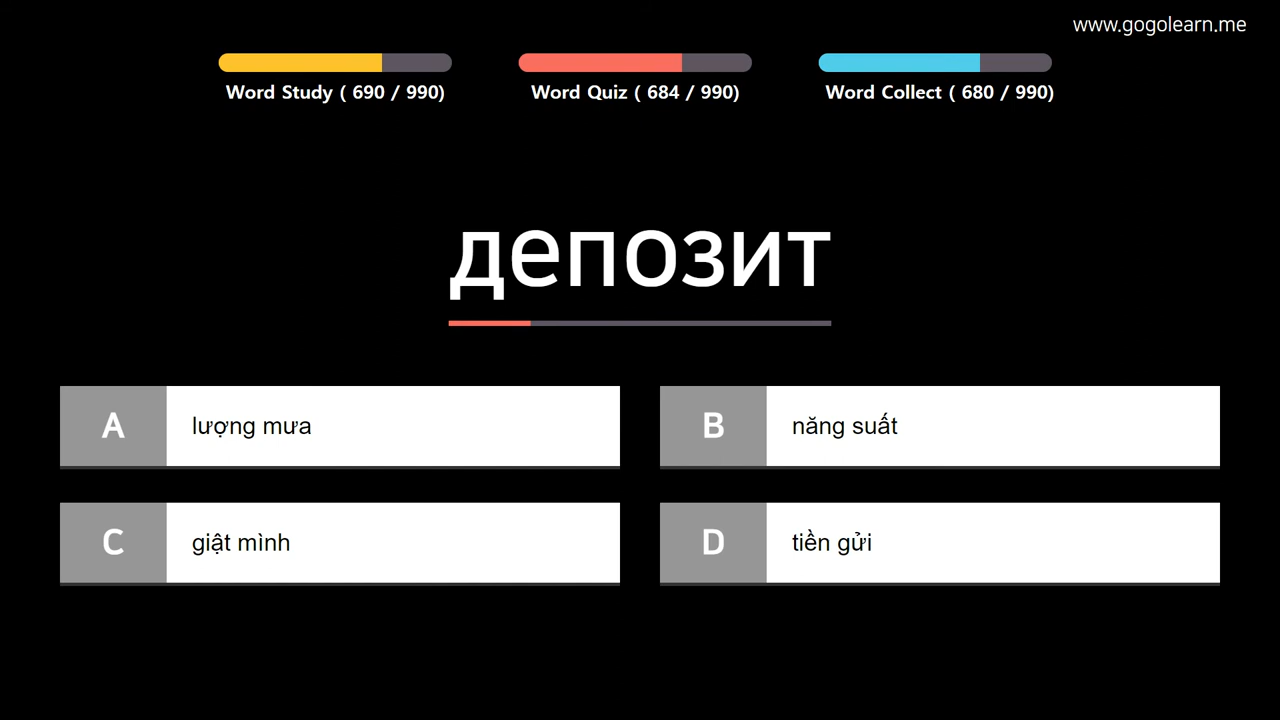 www.gogolearn.me
Word Study ( 690 / 990)
Word Quiz ( 684 / 990)
Word Collect ( 680 / 990)
депозит
A
lượng mưa
B
năng suất
C
giật mình
D
tiền gửi